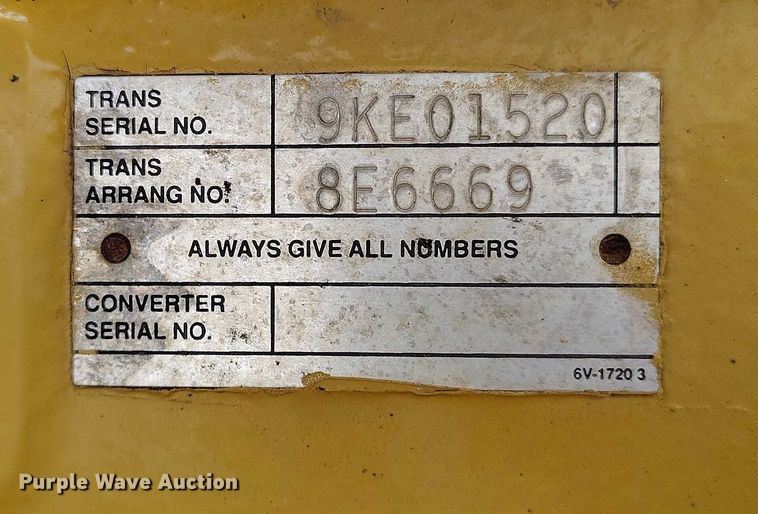 TRANS
SERIAL NO.
9KE01520
TRANS
ARRANG NO.
8E6669
ALWAYS GIVE ALL NUMBERS
CONVERTER
SERIAL NO.
6V-1720 3
Purple Wave Auction